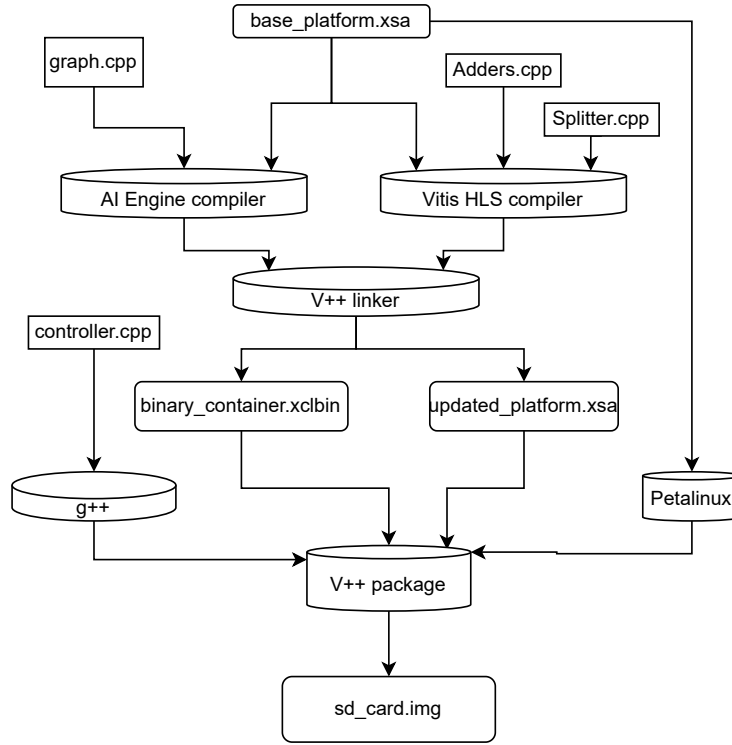 base_platform.xsa
graph.cpp
Adders.cpp
Splitter.cpp
AI Engine compiler
Vitis HLS compiler
V++ linker
controller.cpp
binary_container.xclbin
updated_platform.xsa
g++
Petalinux
V++ package
sd_card.img